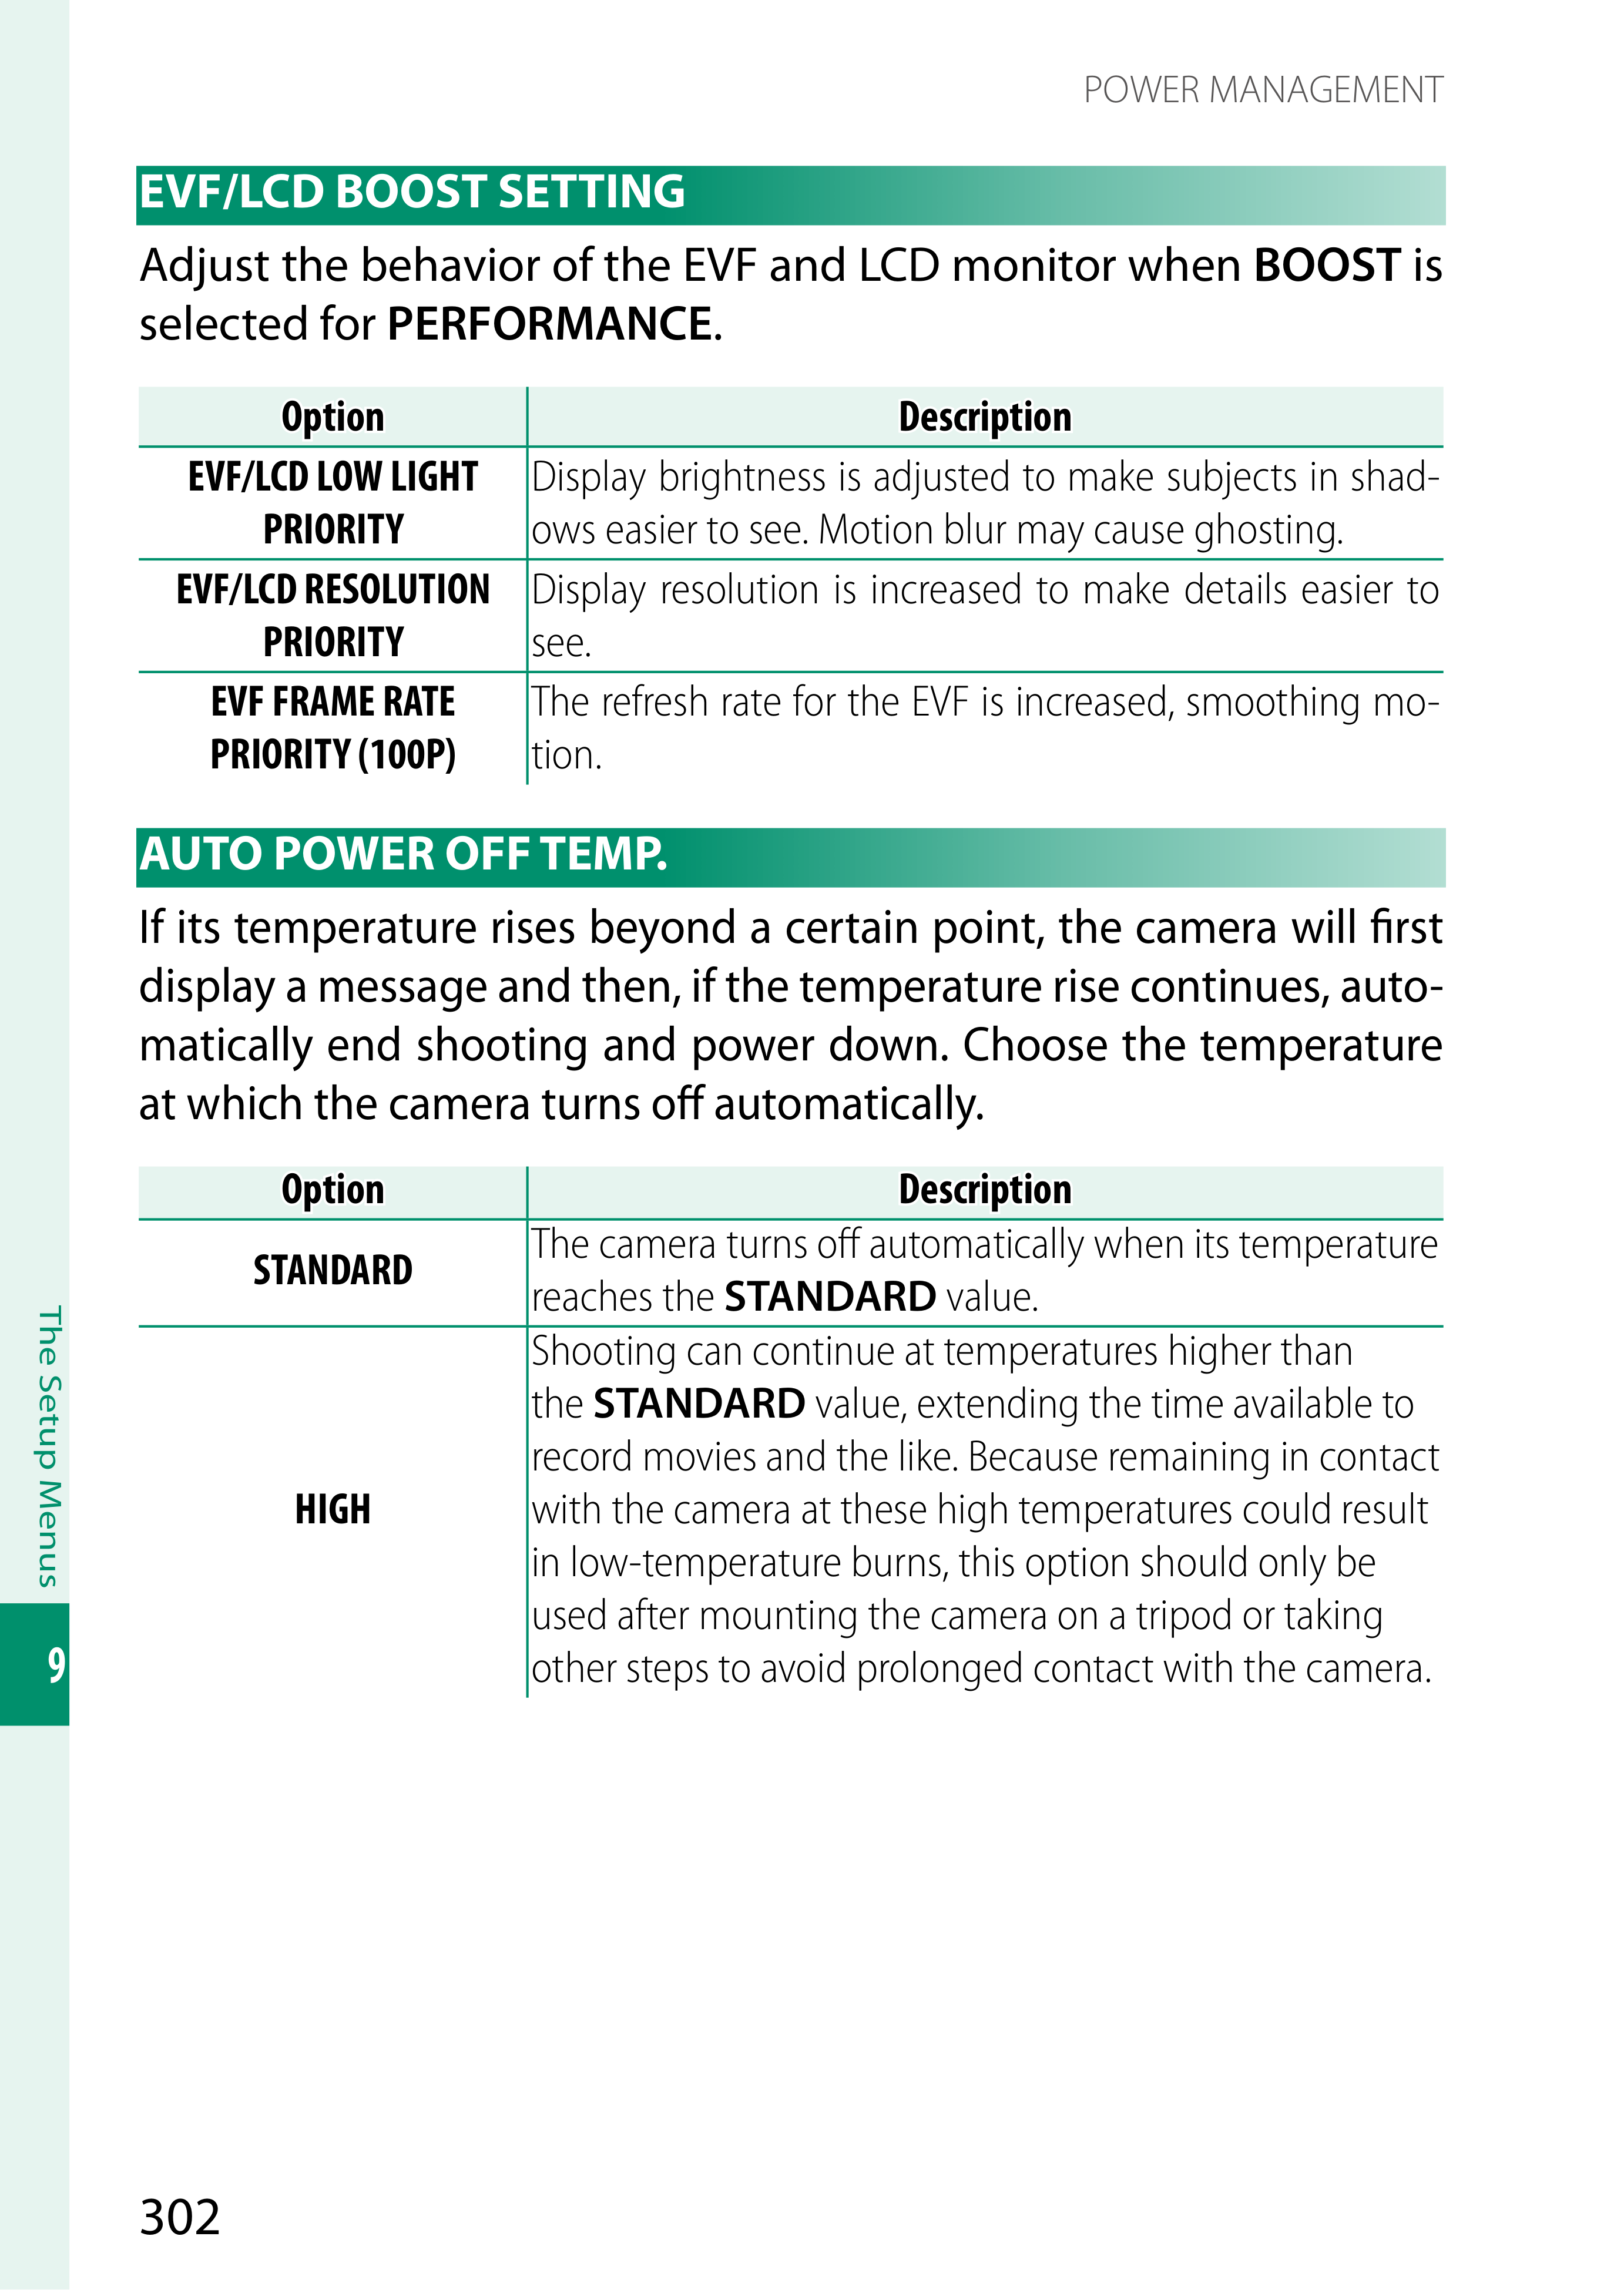 POWER MANAGEMENT
EVF/LCD BOOST SETTING
Adjust the behavior of the EVF and LCD monitor when BOOST is
selected for PERFORMANCE.
Option Description
EVF/LCD LOW LIGHT
PRIORITY
Display brightness is adjusted to make subjects in shad-
ows easier to see. Motion blur may cause ghosting.
EVF/LCD RESOLUTION
PRIORITY
Display resolution is increased to make details easier to
see.
EVF FRAME RATE
PRIORITY (100P)
The refresh rate for the EVF is increased, smoothing mo-
tion.
AUTO POWER OFF TEMP.
If its temperature rises beyond a certain point, the camera will first
display a message and then, if the temperature rise continues, auto-
matically end shooting and power down. Choose the temperature
at which the camera turns off automatically.
Option Description
STANDARD
The camera turns off automatically when its temperature
reaches the STANDARD value.
HIGH
Shooting can continue at temperatures higher than
the STANDARD value, extending the time available to
record movies and the like. Because remaining in contact
with the camera at these high temperatures could result
in low-temperature burns, this option should only be
used after mounting the camera on a tripod or taking
other steps to avoid prolonged contact with the camera.
The Setup Menus
9
302